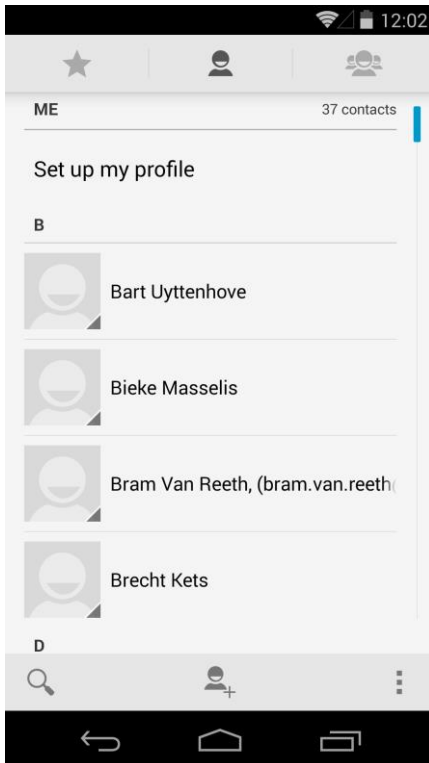 12:02
ME 37 contacts
Set up my profile
B
Bart Uyttenhove
Bieke Masselis
Bram Van Reeth, (bram.van.reeth(
Brecht Kets
D